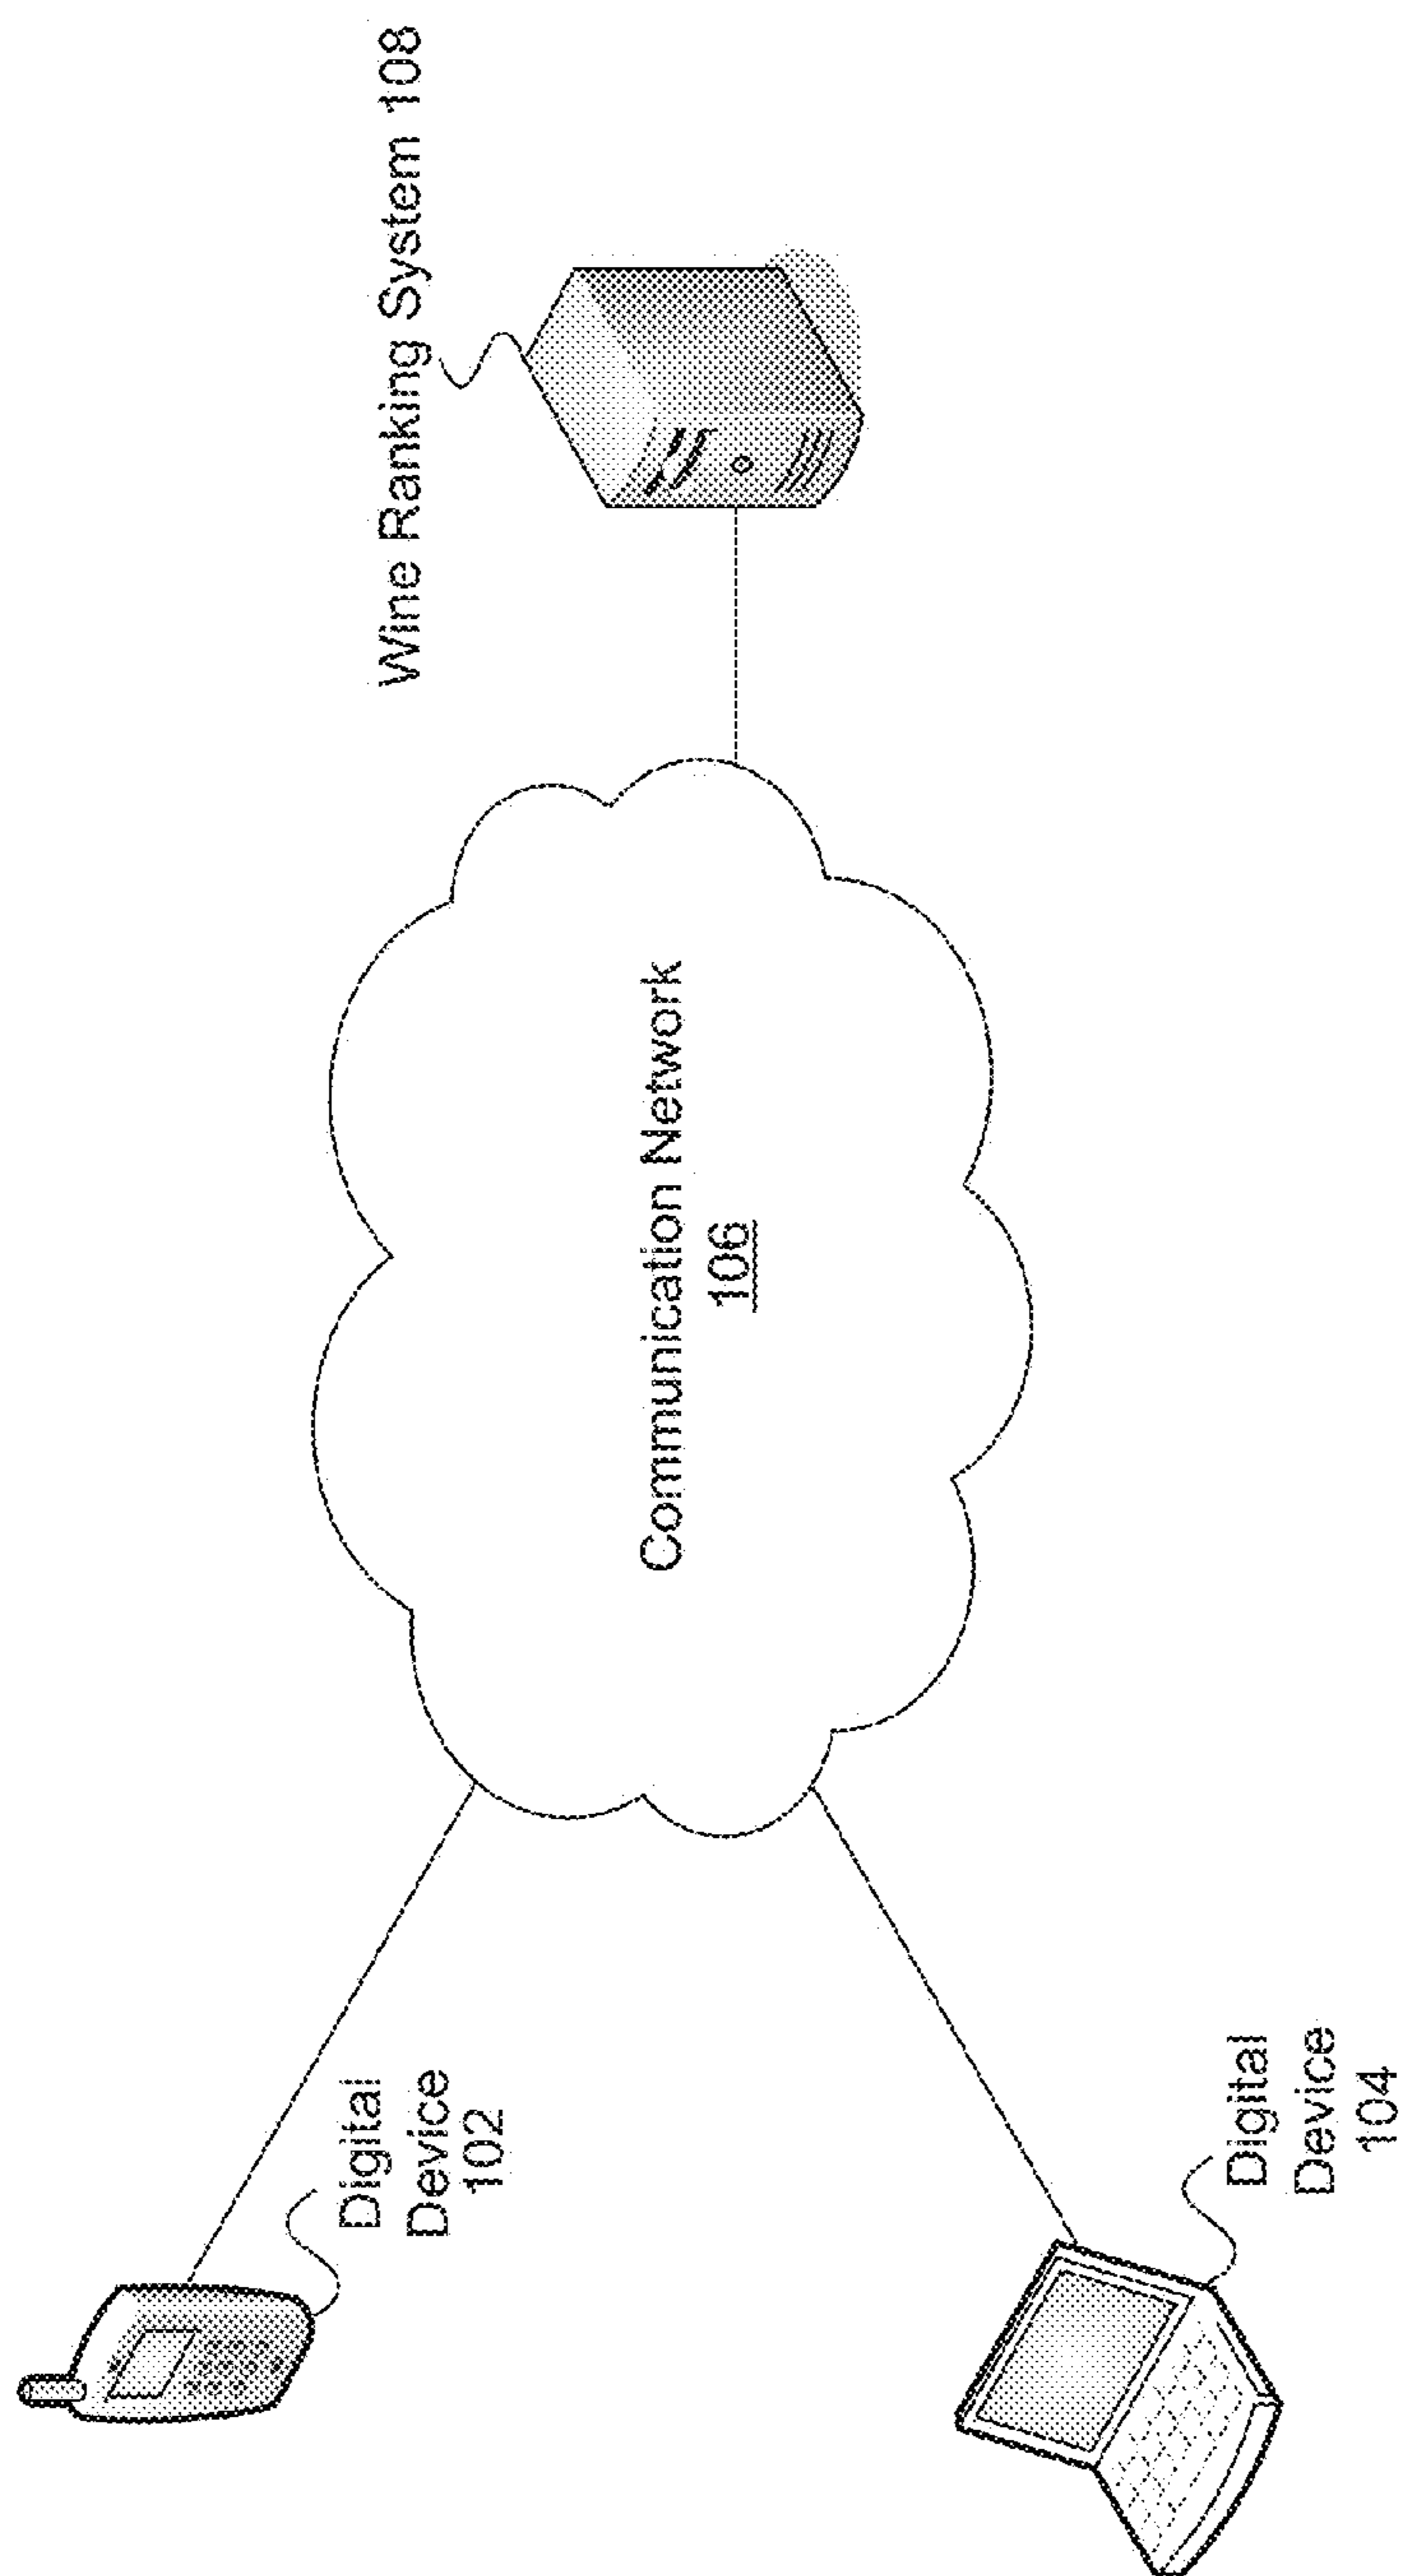 Wine Ranking System 108
Communication Network
106
Digital
Device
102
Digital
Device
104